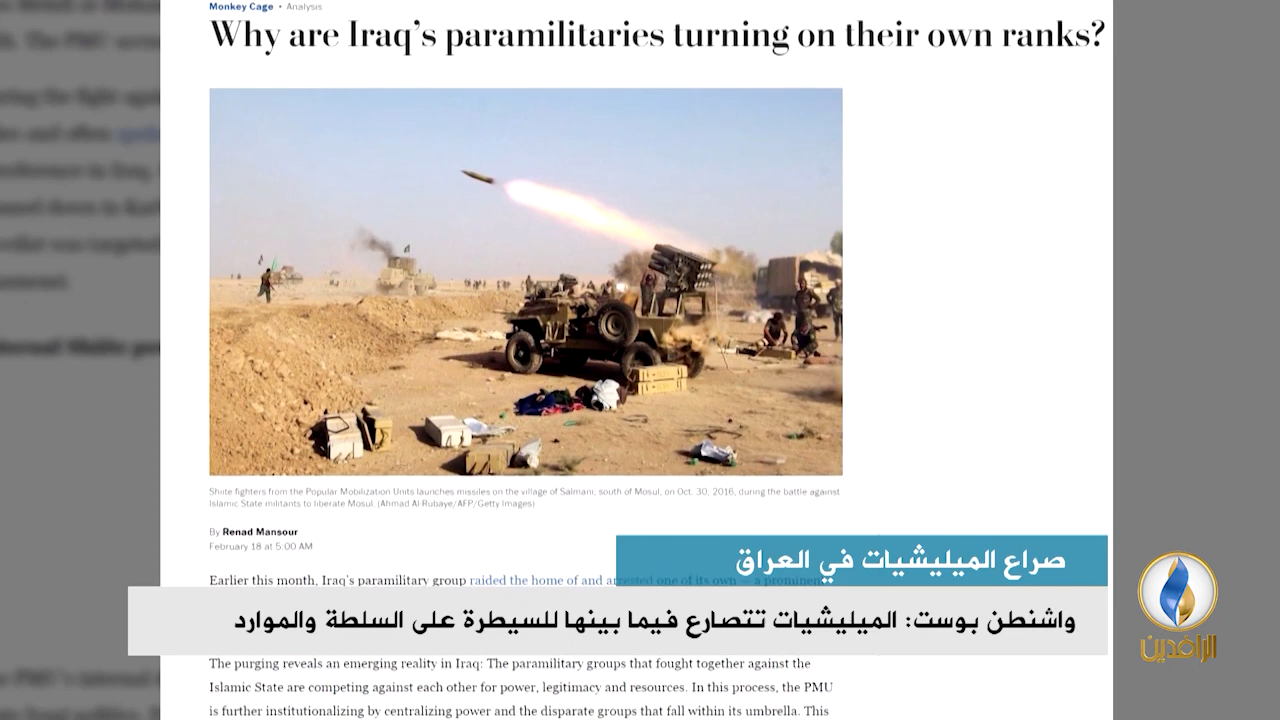 Monkey Cage • Analysis
Why are Iraq's paramilitaries turning on their own ranks?
Shiite fighters from the Popular Mobilization Units launches missiles on the village of Salmani, south of Mosul, on Oct. 30, 2016, during the battle against
Islamic State militants to liberate Mosul. (Ahmad Al Rubaye/AFP/Getty Images)
By Renad Mansour
February 18 at 5:00 AM
صراع الميليشيات في العراق
Earlier this month, Iraq's paramilitary group raided the home of and arrested one of its own — a prominent
واشنطن بوست: الميليشيات تتصارع فيما بينها للسيطرة على السلطة والموارد
الرافدين
The purging reveals an emerging reality in Iraq: The paramilitary groups that fought together against the
Islamic State are competing against each other for power, legitimacy and resources. In this process, the PMU
is further institutionalizing by centralizing power and the disparate groups that fall within its umbrella. This